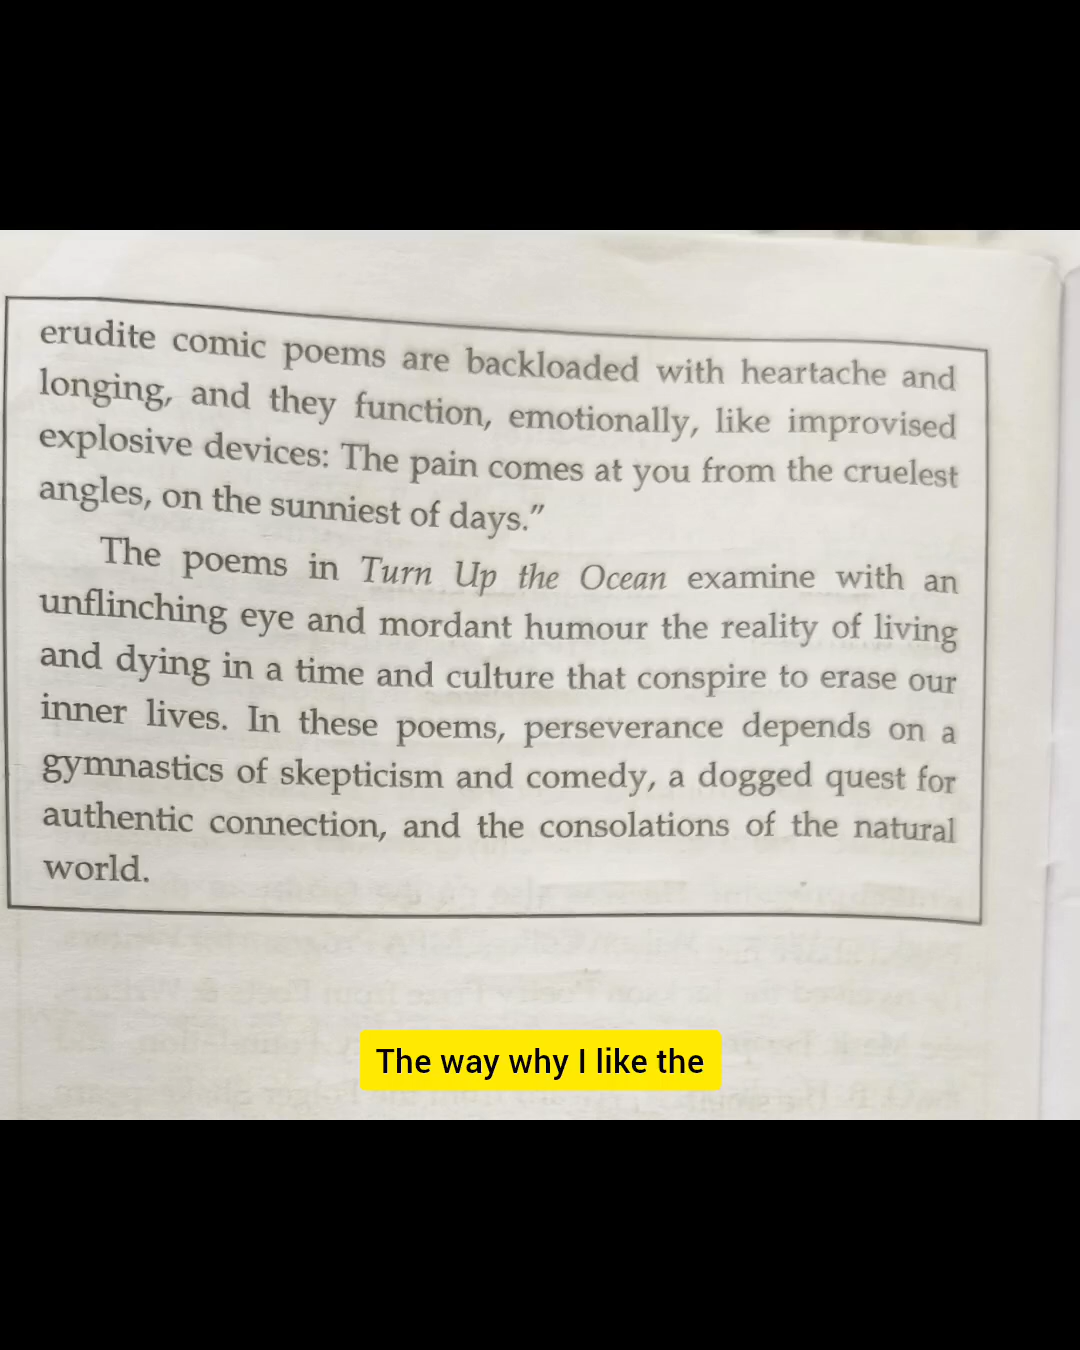 erudite comic poems are backloaded with heartache and
longing, and they function, emotionally, like improvised
explosive devices: The pain comes at you from the cruelest
angles, on the sunniest of days.”
The poems in Turn Up the Ocean examine with an
unflinching eye and mordant humour the reality of living
and dying in a time and culture that conspire to erase our
inner lives. In these poems, perseverance depends on a
gymnastics of skepticism and comedy, a dogged quest for
authentic connection, and the consolations of the natural
world.
The way why I like the